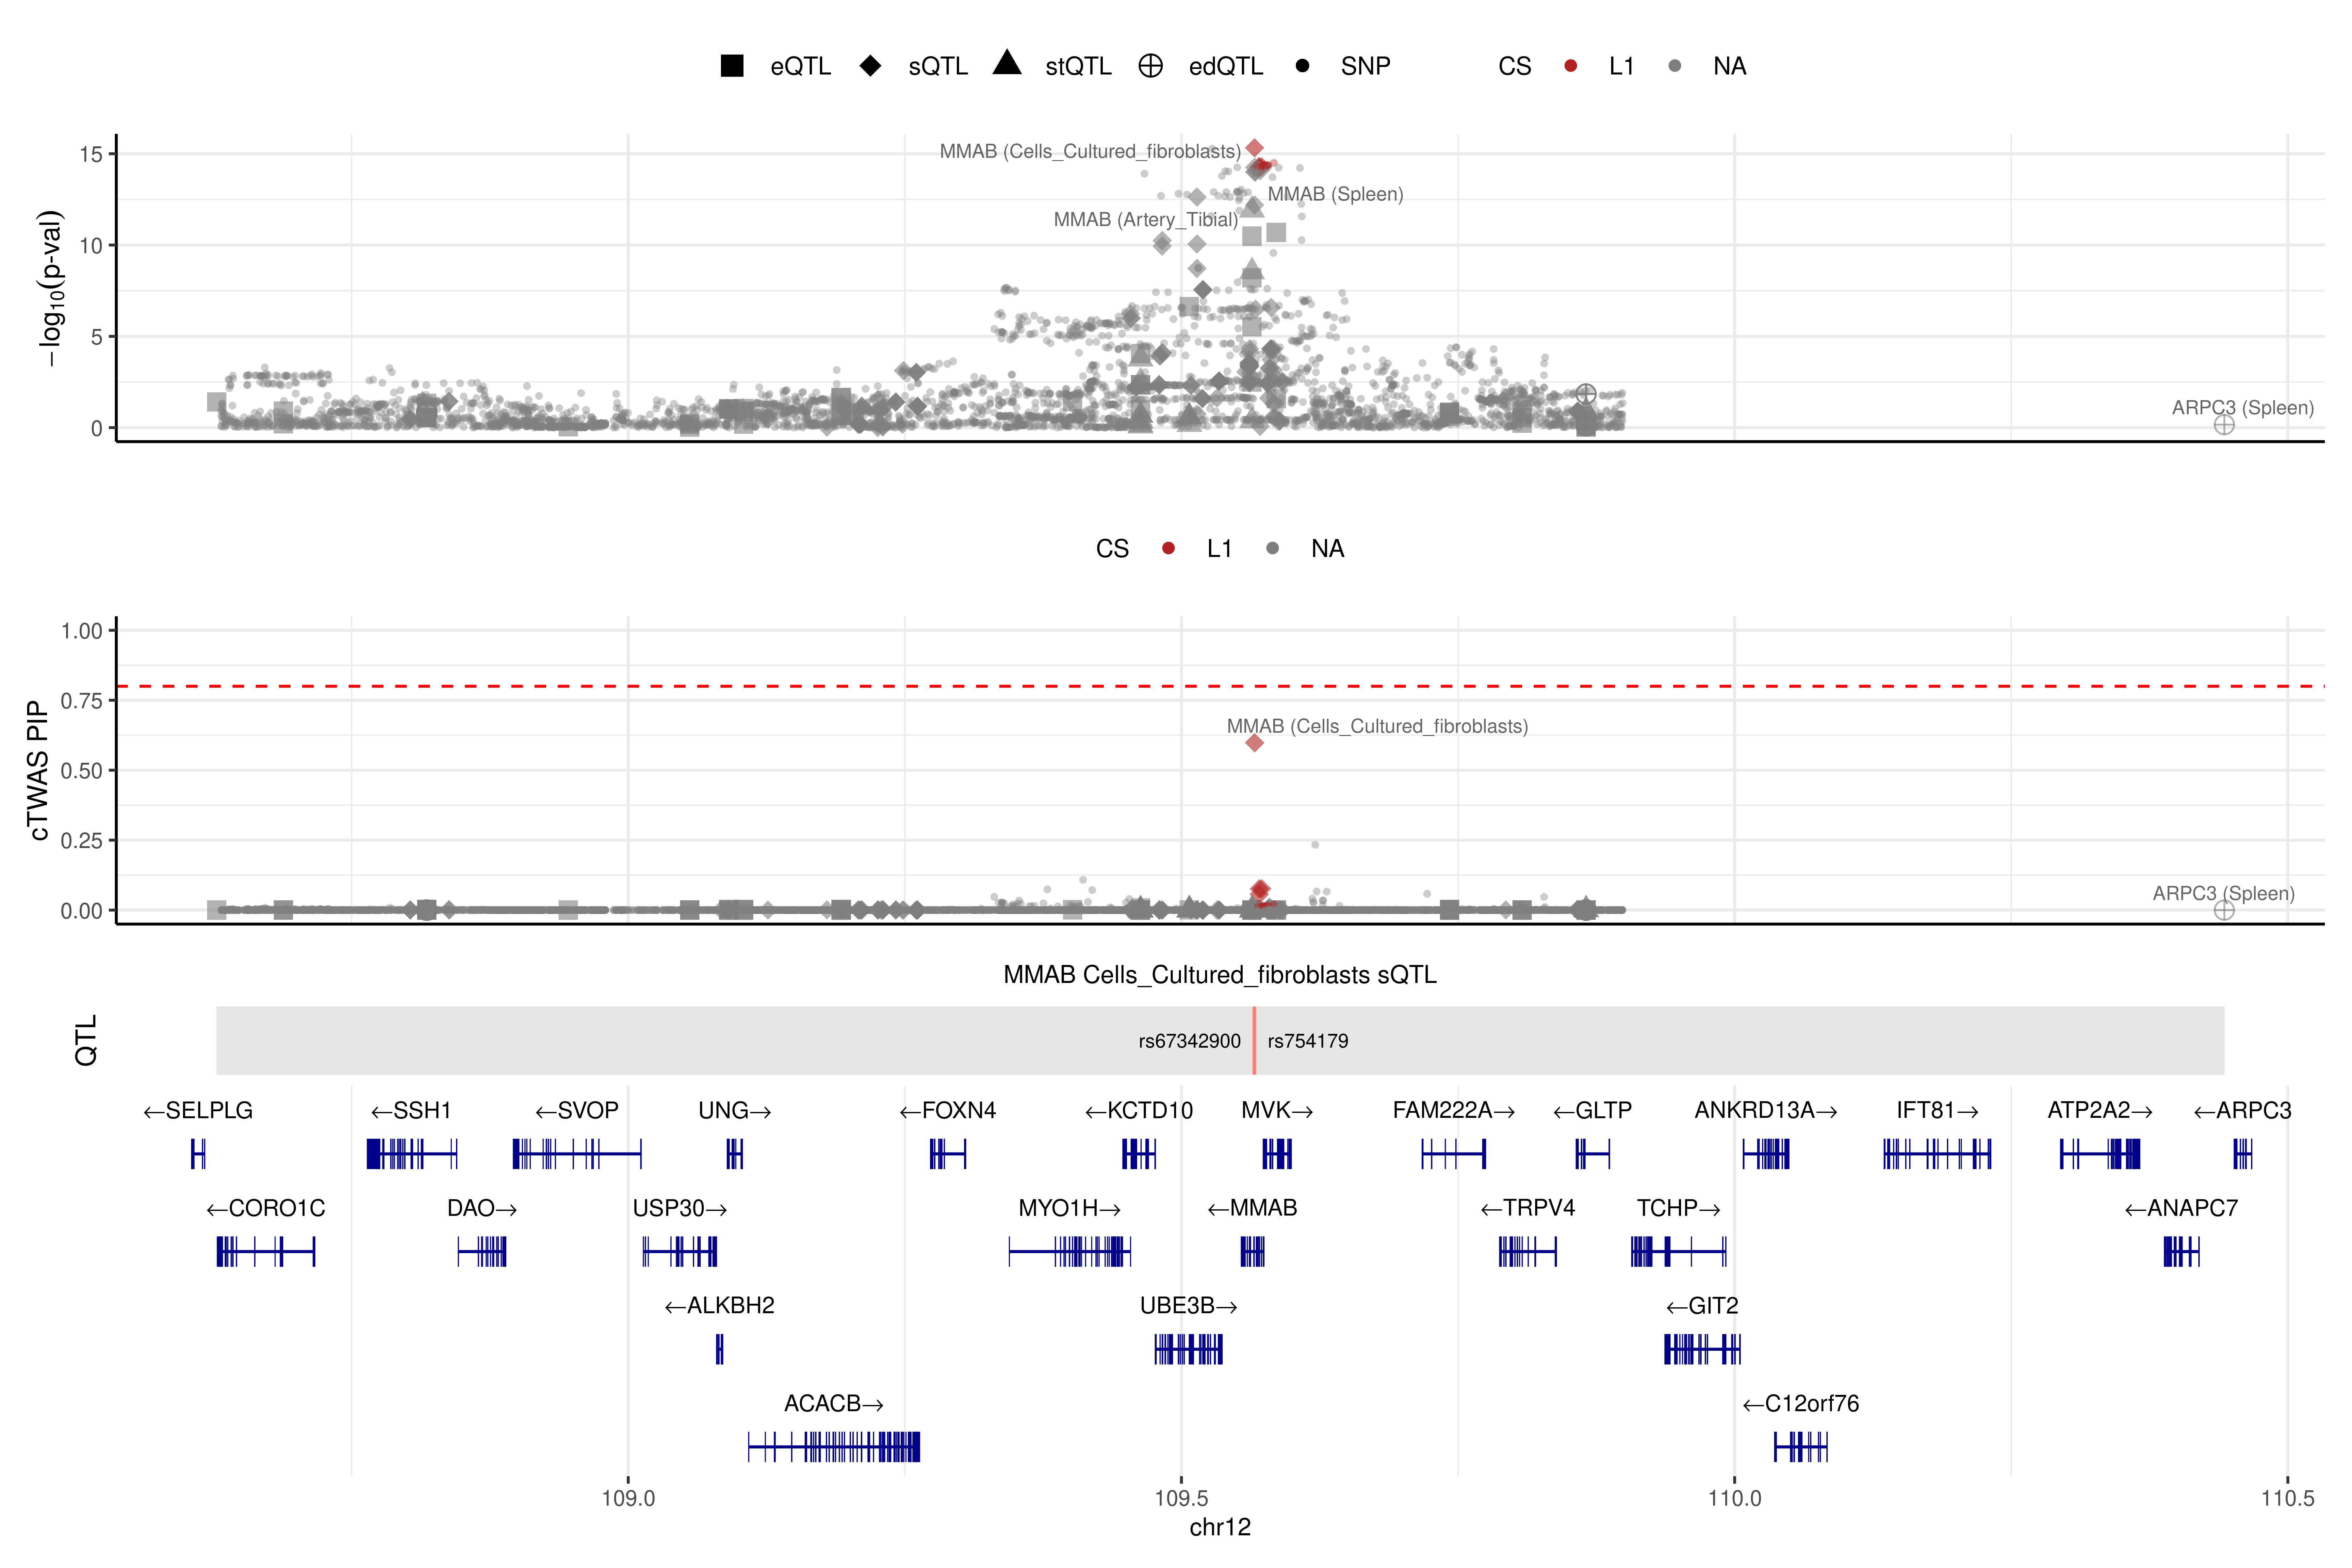 eQTL sQTL stQTL edQTL SNP CS L1 NA
−log10(p-val)
15
10
5
0
MMAB (Cells_Cultured_fibroblasts)
MMAB (Spleen)
MMAB (Artery_Tibial)
ARPC3 (Spleen)
CS L1 NA
cTWAS PIP
1.00
0.75
0.50
0.25
0.00
MMAB (Cells_Cultured_fibroblasts)
ARPC3 (Spleen)
MMAB Cells_Cultured_fibroblasts sQTL
QTL
rs67342900 rs754179
←SELPLG ←SSH1 ←SVOP UNG→ ←FOXN4 ←KCTD10 MVK→ FAM222A→ ←GLTP ANKRD13A→ IFT81→ ATP2A2→ ←ARPC3
←CORO1C DAO→ USP30→ MYO1H→ ←MMAB ←TRPV4 TCHP→ ←ANAPC7
←ALKBH2 UBE3B→ ←GIT2
ACACB→ ←C12orf76
109.0 109.5 110.0 110.5
chr12